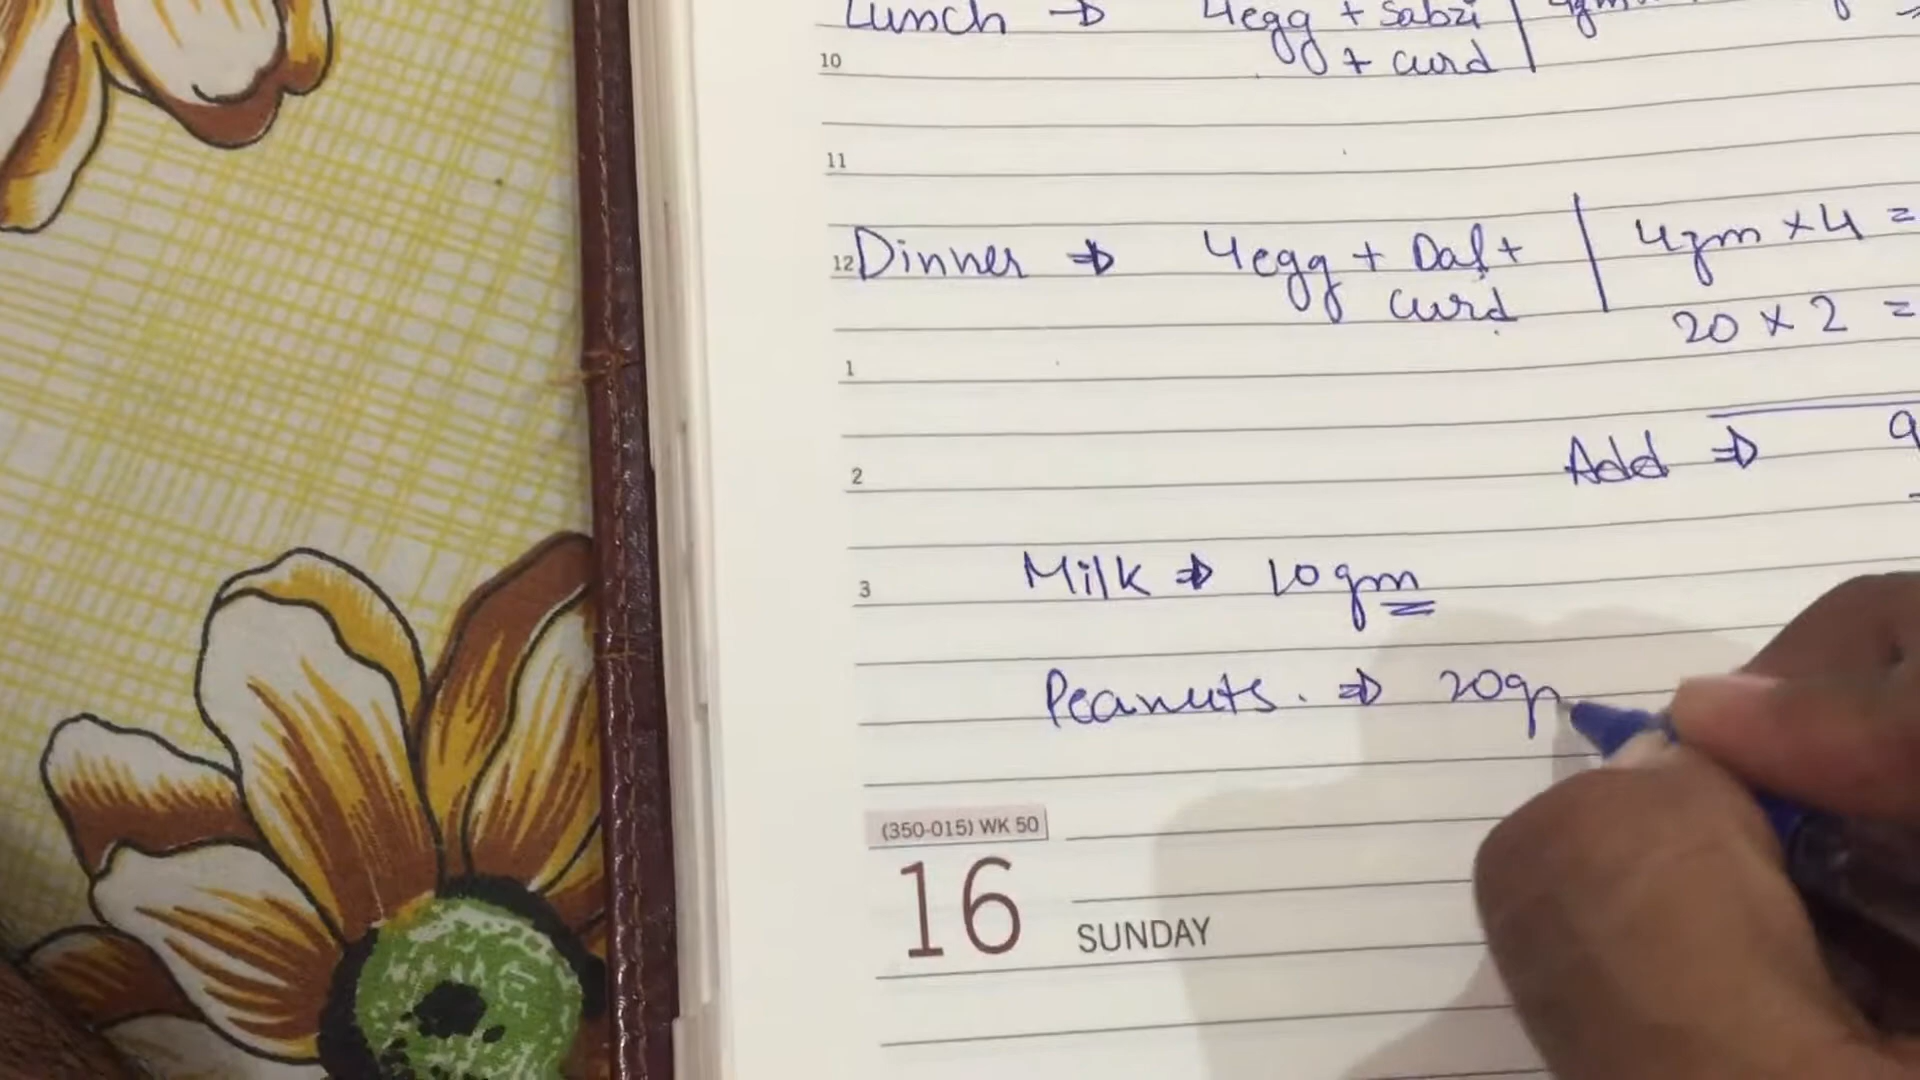 Lunch → 4egg + Sabzi
10 + curd
11
12 Dinner → 4egg + Dal + 4gm × 4 =
curd 20 × 2 =
1
Add →
2
3 Milk → 10gm
Peanuts. → 20gm
(350-015) WK 50
16 SUNDAY